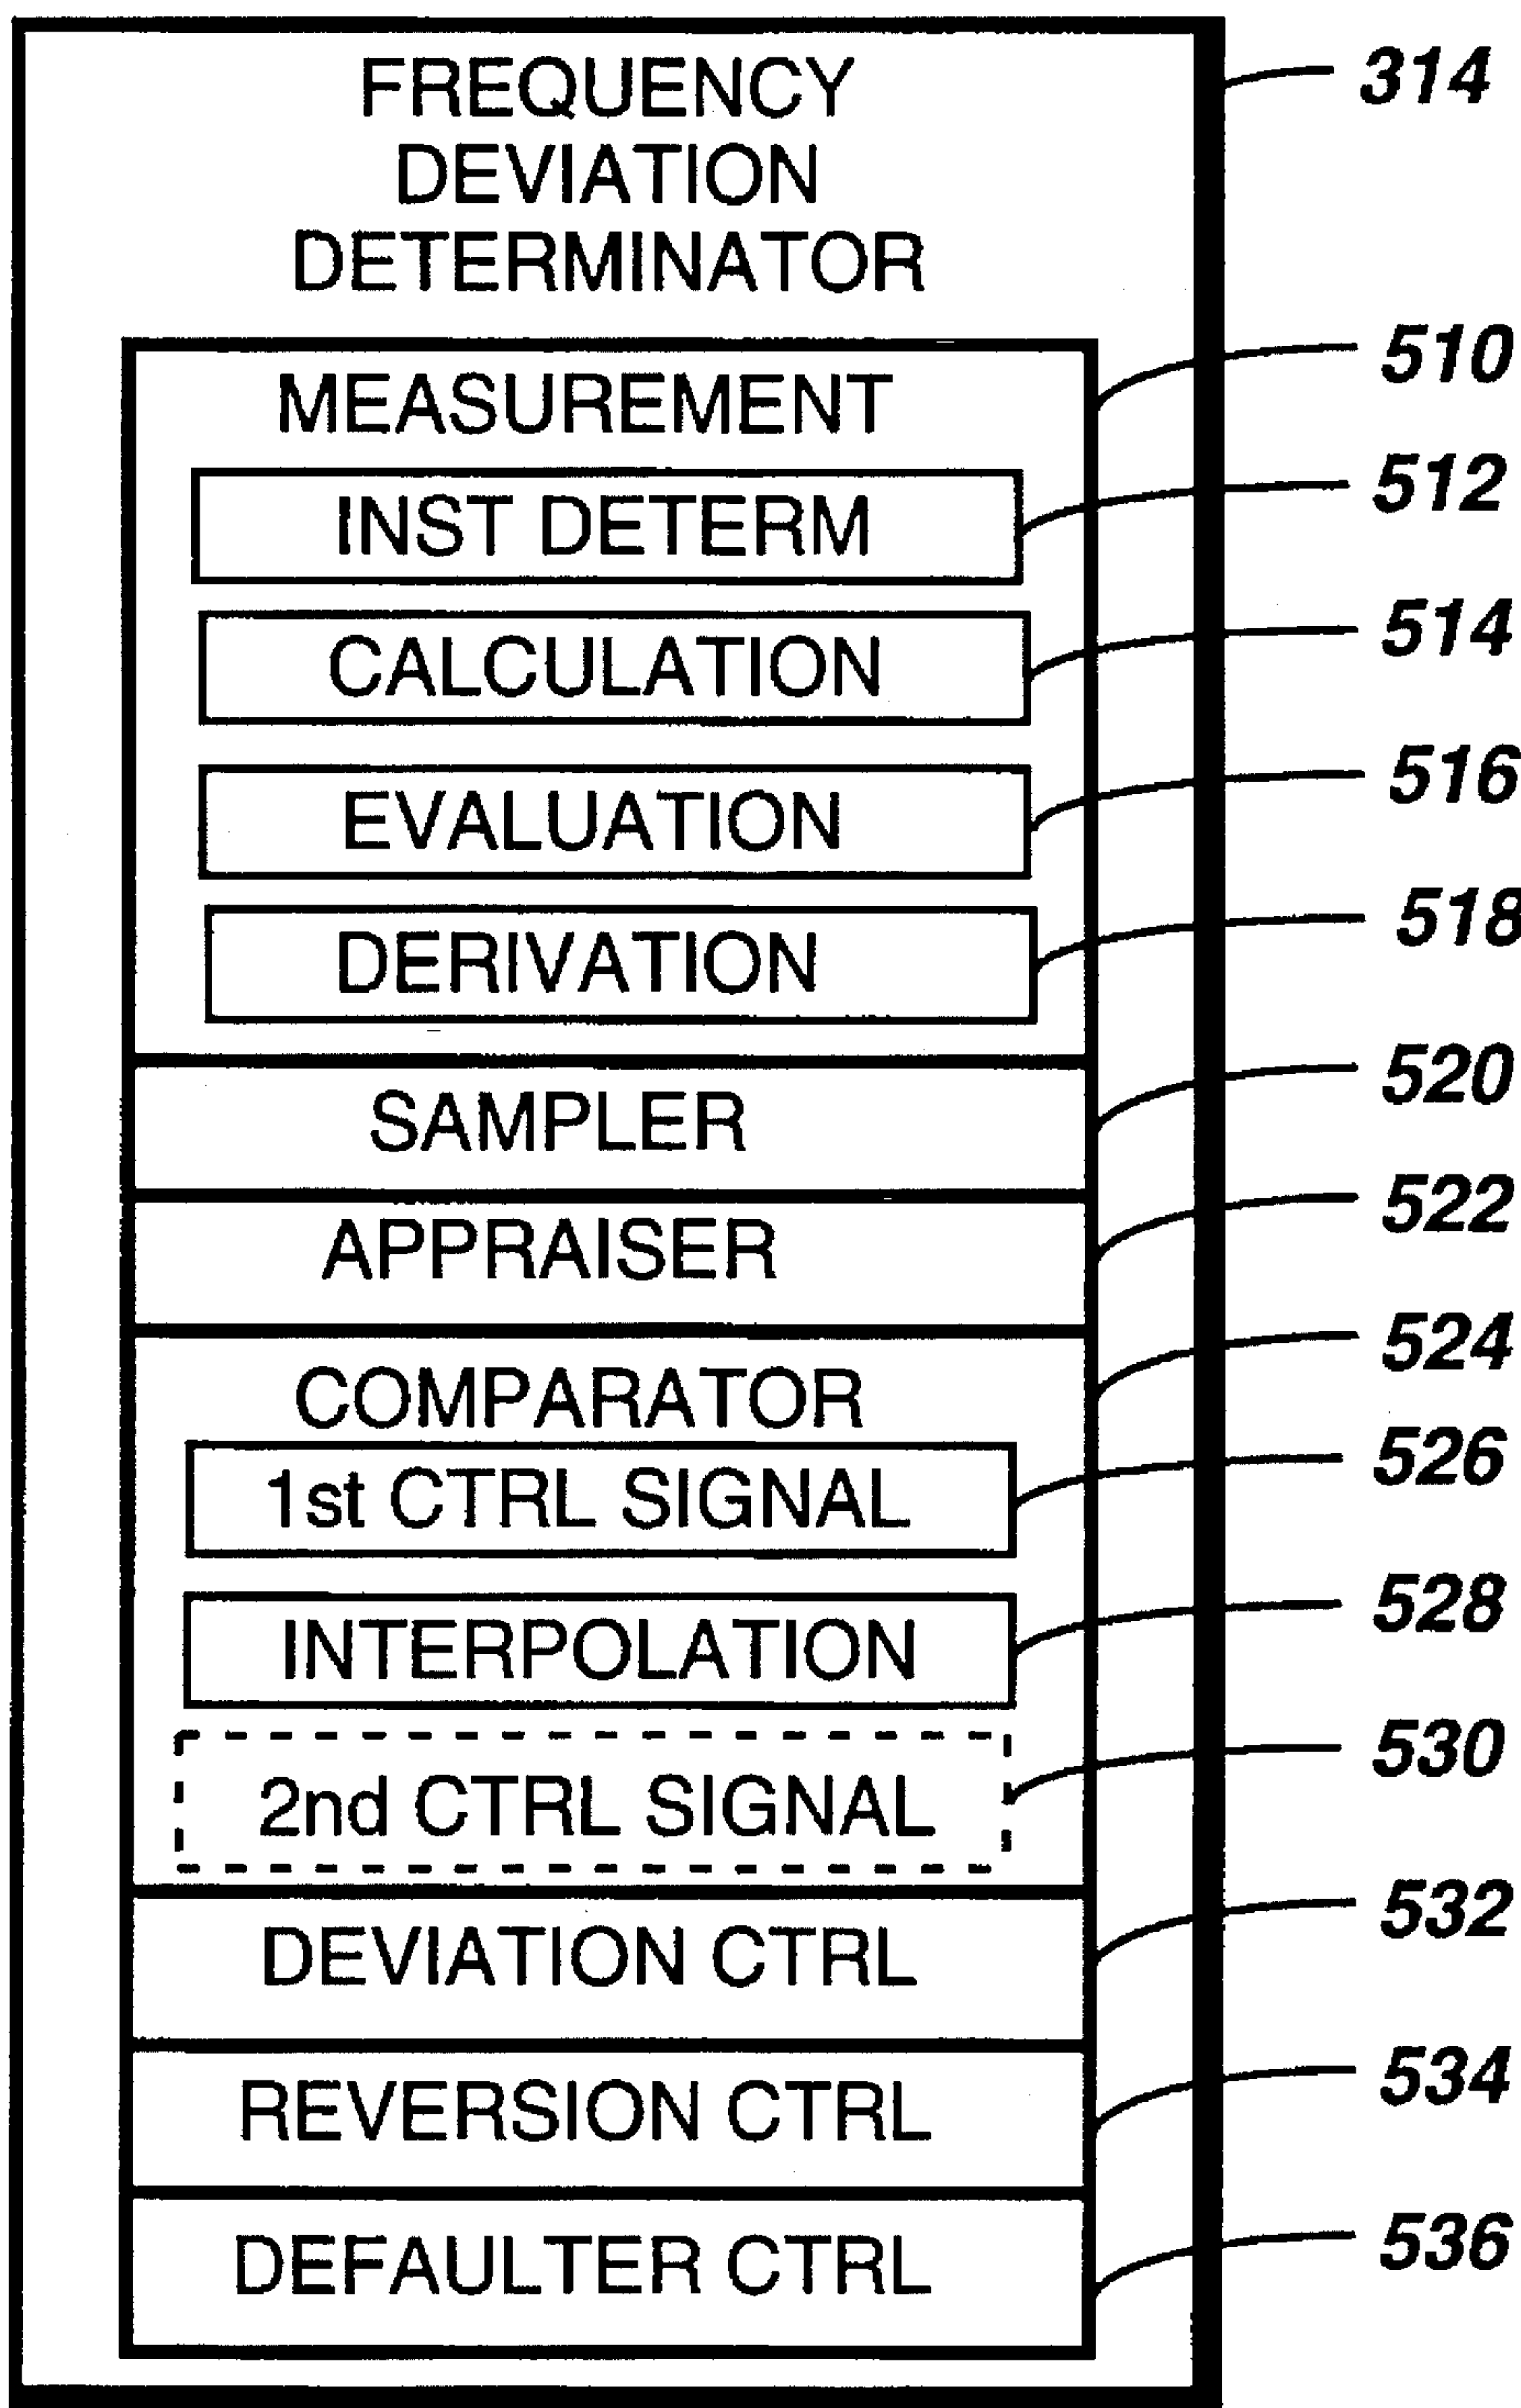 FREQUENCY
DEVIATION
DETERMINATOR
314
MEASUREMENT
510
INST DETERM
512
CALCULATION
514
EVALUATION
516
DERIVATION
518
SAMPLER
520
APPRAISER
522
COMPARATOR
524
1st CTRL SIGNAL
526
INTERPOLATION
528
2nd CTRL SIGNAL
530
DEVIATION CTRL
532
REVERSION CTRL
534
DEFAULTER CTRL
536